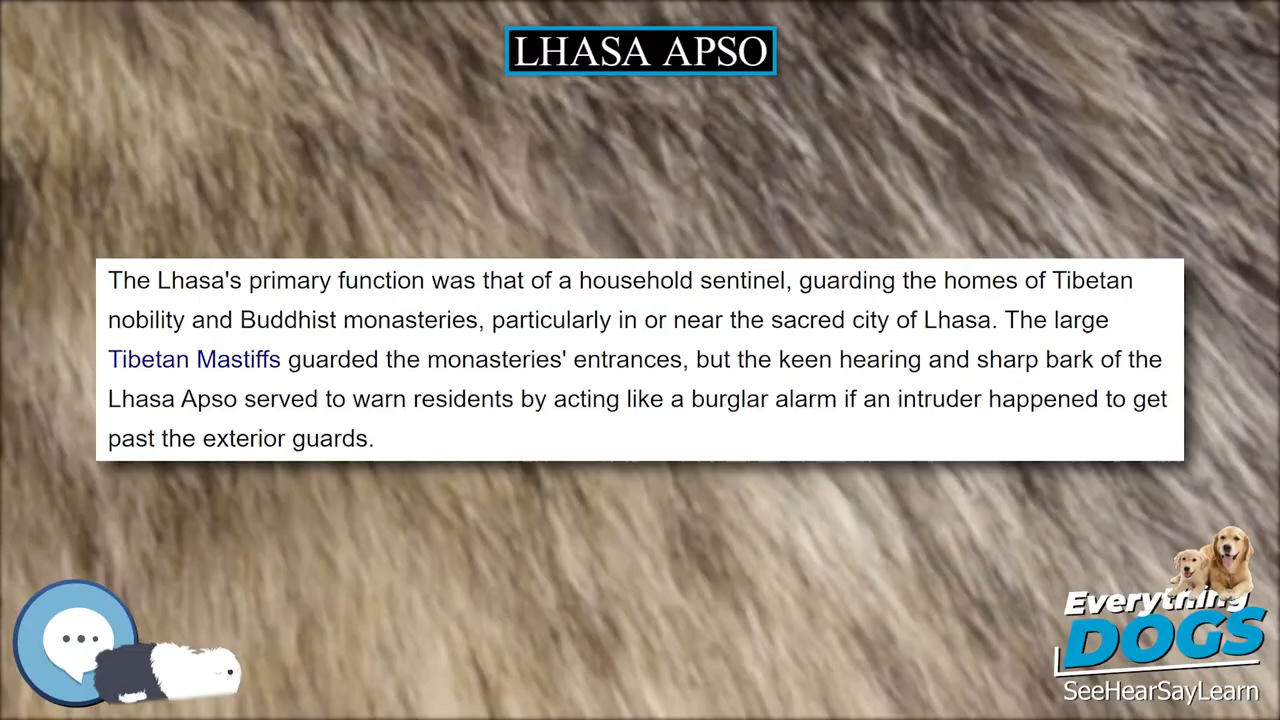 LHASA APSO
The Lhasa's primary function was that of a household sentinel, guarding the homes of Tibetan
nobility and Buddhist monasteries, particularly in or near the sacred city of Lhasa. The large
Tibetan Mastiffs guarded the monasteries' entrances, but the keen hearing and sharp bark of the
Lhasa Apso served to warn residents by acting like a burglar alarm if an intruder happened to get
past the exterior guards.
Everything
DOGS
SeeHearSayLearn